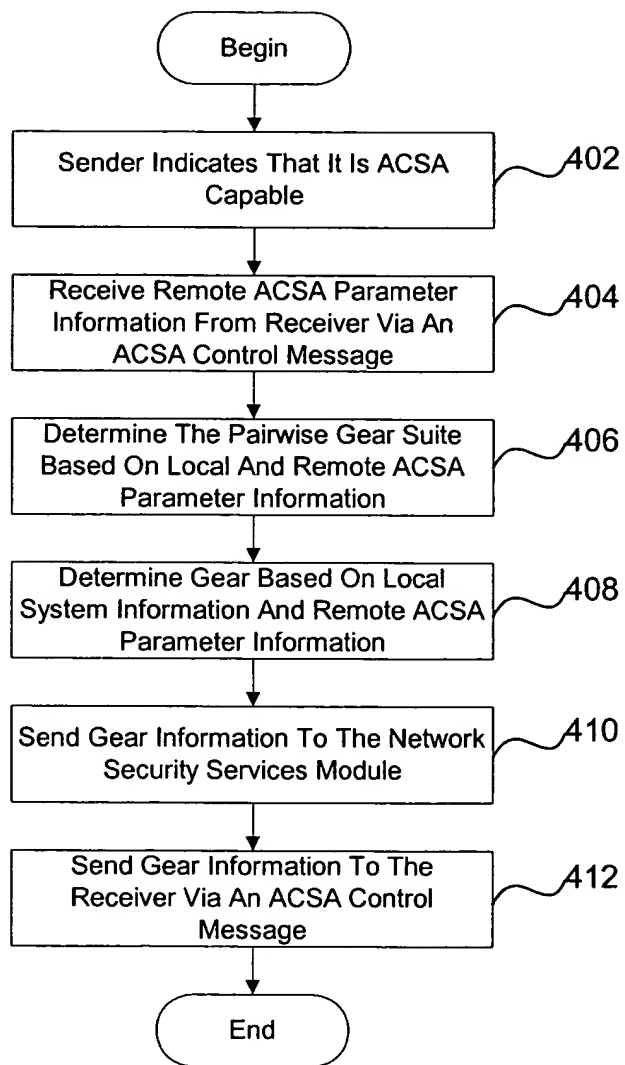 Begin
Sender Indicates That It Is ACSA
Capable
402
Receive Remote ACSA Parameter
Information From Receiver Via An
ACSA Control Message
404
Determine The Pairwise Gear Suite
Based On Local And Remote ACSA
Parameter Information
406
Determine Gear Based On Local
System Information And Remote ACSA
Parameter Information
408
Send Gear Information To The Network
Security Services Module
410
Send Gear Information To The
Receiver Via An ACSA Control
Message
412
End